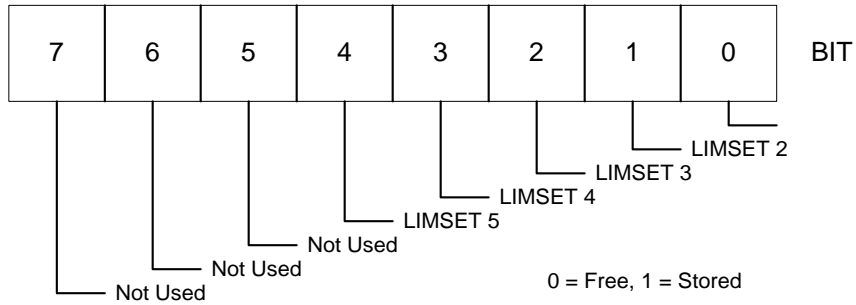 7 6 5 4 3 2 1 0 BIT
LIMSET 2
LIMSET 3
LIMSET 4
LIMSET 5
Not Used
Not Used
Not Used
0 = Free, 1 = Stored